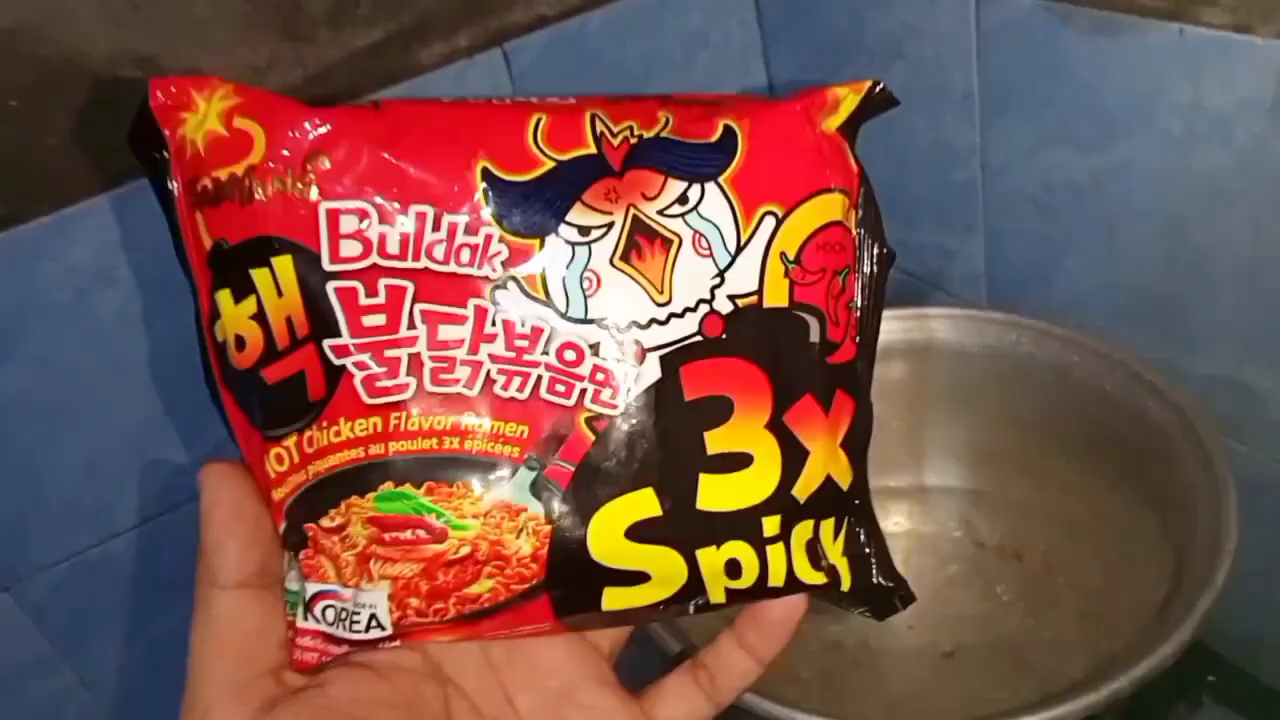 Buldak
핵
불닭볶음면
HOT Chicken Flavor Ramen
Nouilles piquantes au poulet 3x épicées
3x
Spicy
KOREA